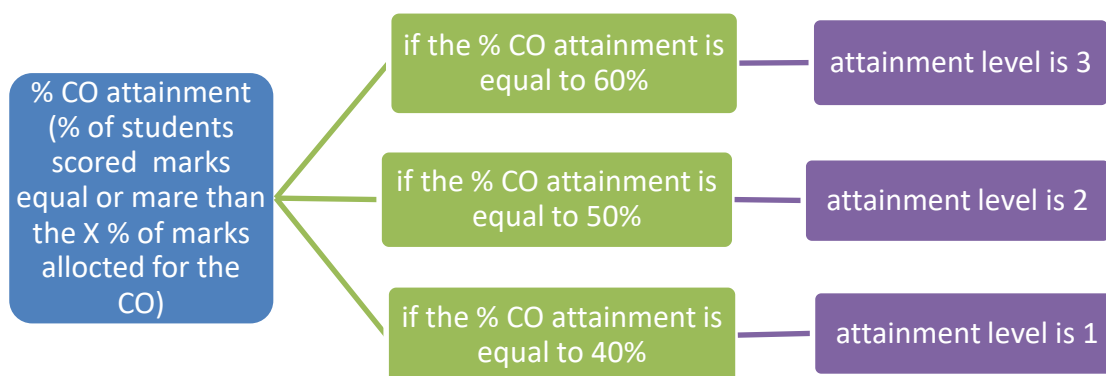 % CO attainment
(% of students
scored marks
equal or mare than
the X % of marks
allocted for the
CO)
if the % CO attainment is
equal to 60%
attainment level is 3
if the % CO attainment is
equal to 50%
attainment level is 2
if the % CO attainment is
equal to 40%
attainment level is 1